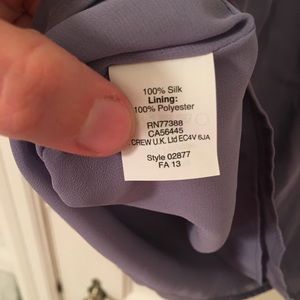 100% Silk
Lining:
100% Polyester
RN77388
CA56445
CREW U.K. Ltd EC4V 6JA
Style 02877
FA 13